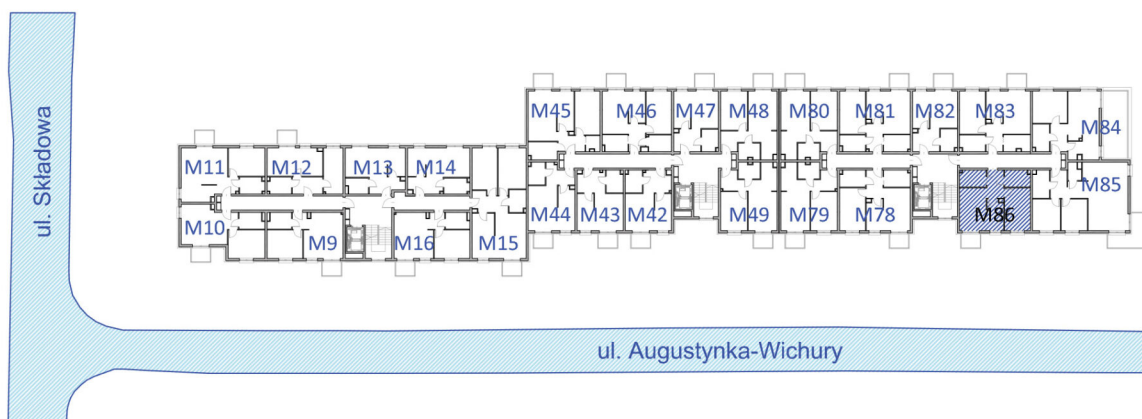 ul. Składowa
M45 M46 M47 M48 M80 M81 M82 M83 M84
M11 M12 M13 M14
M44 M43 M42 M49 M79 M78 M86 M85
M10 M9 M16 M15
ul. Augustynka-Wichury